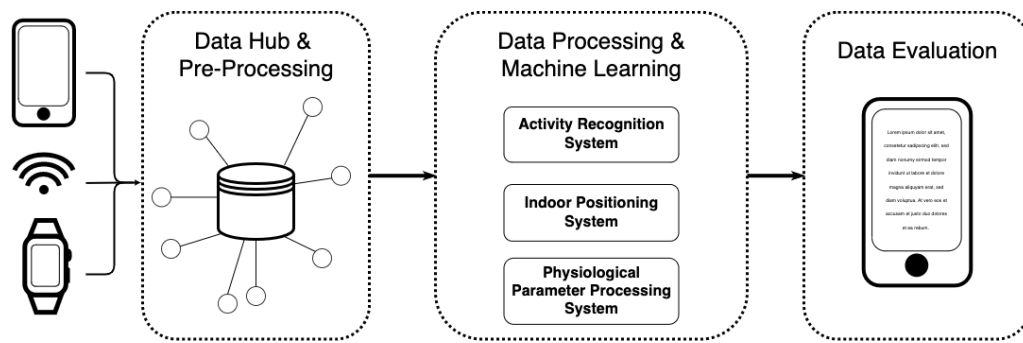 Data Hub &
Pre-Processing
Data Processing &
Machine Learning
Activity Recognition
System
Indoor Positioning
System
Physiological
Parameter Processing
System
Data Evaluation
Lorem ipsum dolor sit amet,
consetetur sadipscing elitr, sed
diam nonumy eirmod tempor
invidunt ut labore et dolore
magna aliquyam erat, sed
diam voluptua. At vero eos et
accusam et justo duo dolores
et ea rebum.